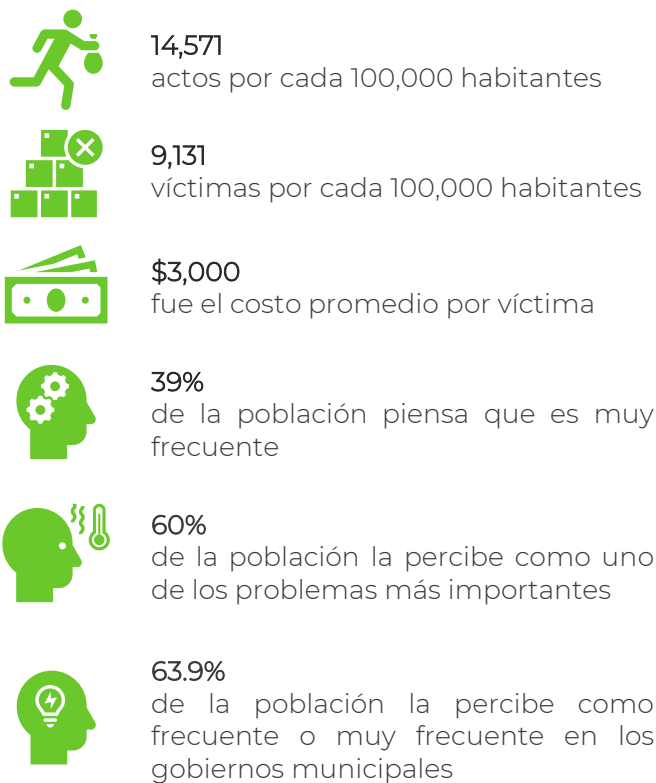 14,571
actos por cada 100,000 habitantes
9,131
víctimas por cada 100,000 habitantes
$3,000
fue el costo promedio por víctima
39%
de la población piensa que es muy
frecuente
60%
de la población la percibe como uno
de los problemas más importantes
63.9%
de la población la percibe como
frecuente o muy frecuente en los
gobiernos municipales